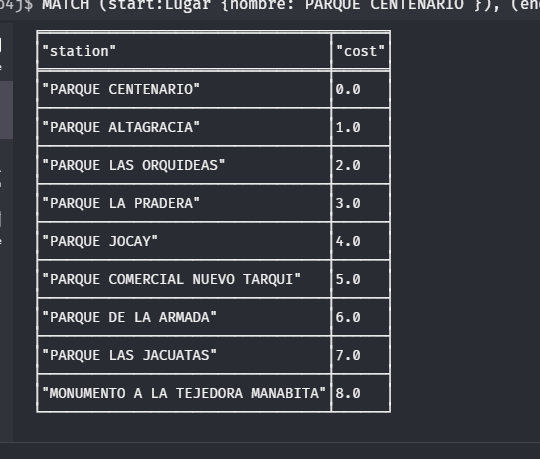 j$ MATCH (start:Lugar {nombre: PARQUE CENTENARIO }), (en
"station" "cost"
"PARQUE CENTENARIO" 0.0
"PARQUE ALTAGRACIA" 1.0
"PARQUE LAS ORQUIDEAS" 2.0
"PARQUE LA PRADERA" 3.0
"PARQUE JOCAY" 4.0
"PARQUE COMERCIAL NUEVO TARQUI" 5.0
"PARQUE DE LA ARMADA" 6.0
"PARQUE LAS JACUATAS" 7.0
"MONUMENTO A LA TEJEDORA MANABITA" 8.0